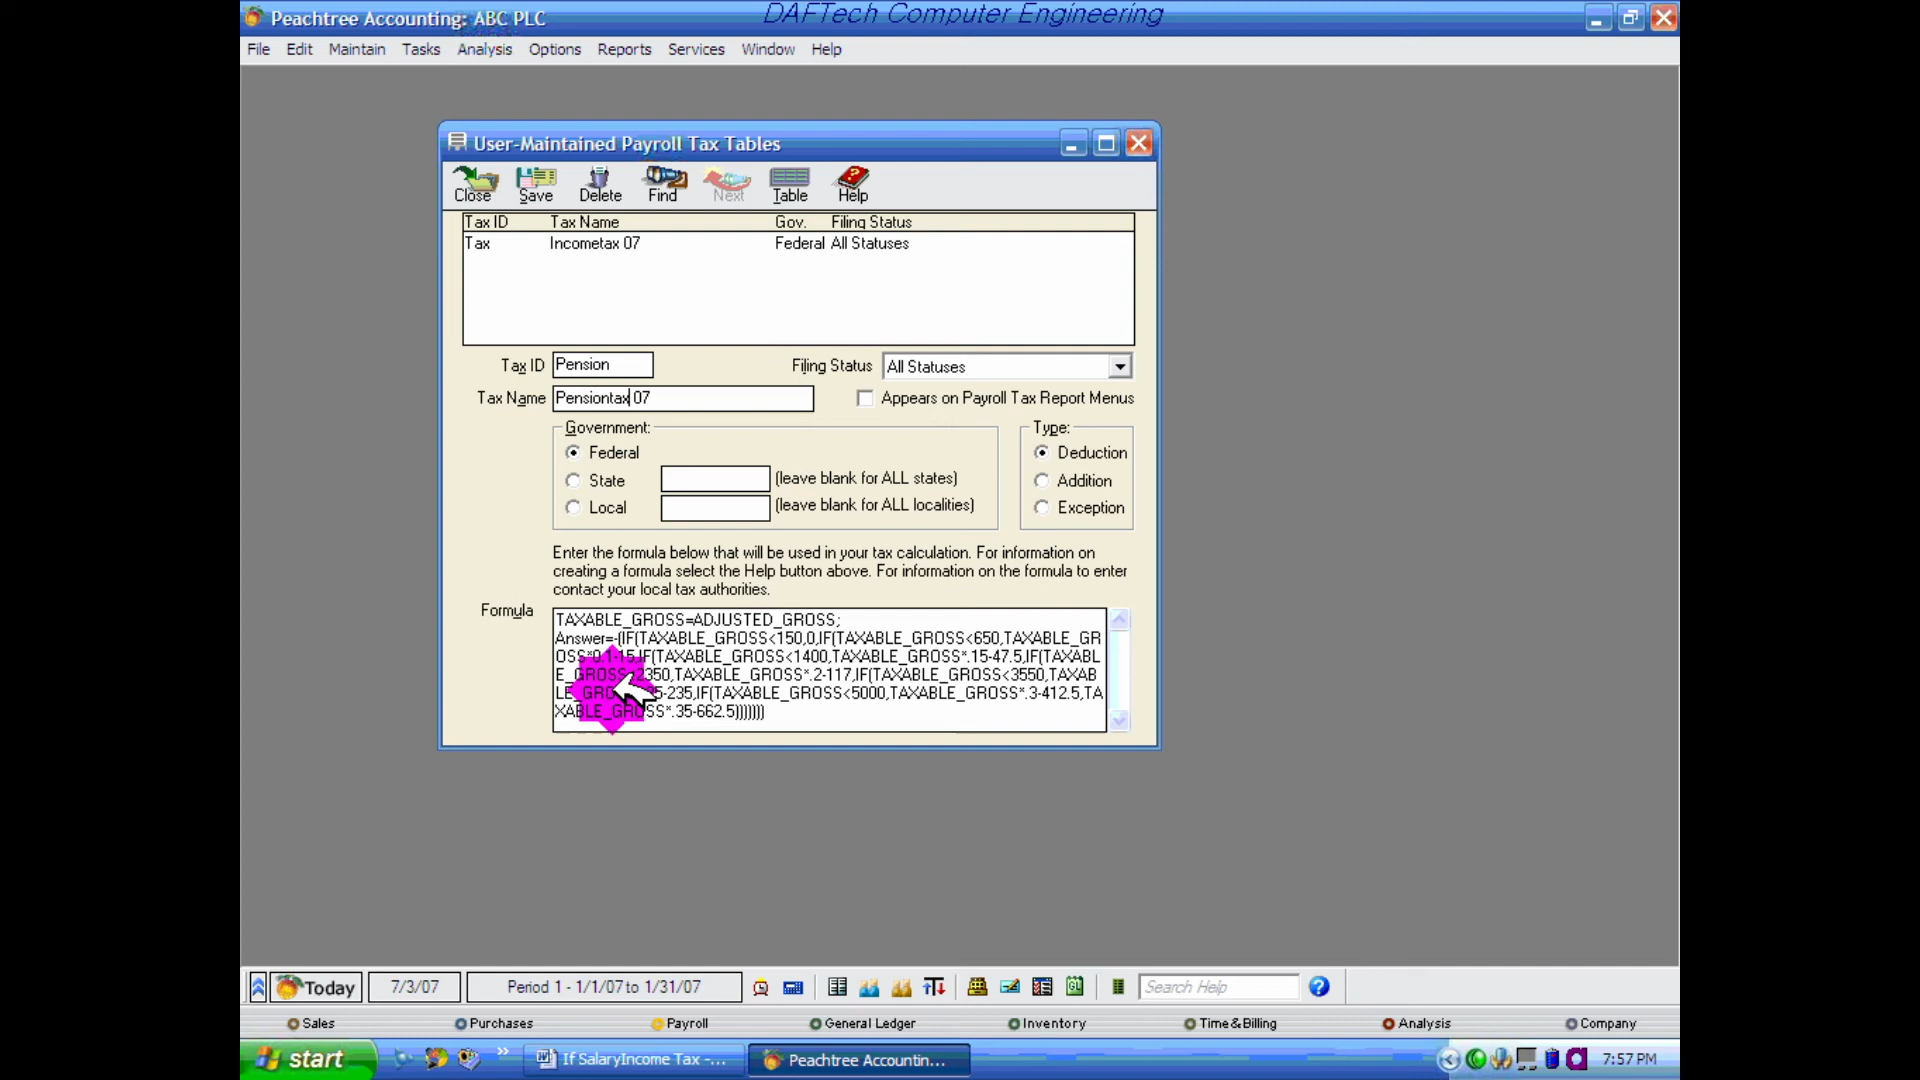 Peachtree Accounting: ABC PLC
DAFTech Computer Engineering
File Edit Maintain Tasks Analysis Options Reports Services Window Help
User-Maintained Payroll Tax Tables
Close Save Delete Find Next Table Help
Tax ID Tax Name Gov. Filing Status
Tax Incometax 07 Federal All Statuses
Tax ID Pension Filing Status All Statuses
Tax Name Pensiontax 07 Appears on Payroll Tax Report Menus
Government: Type:
Federal Deduction
State (leave blank for ALL states) Addition
Local (leave blank for ALL localities) Exception
Enter the formula below that will be used in your tax calculation. For information on
creating a formula select the Help button above. For information on the formula to enter
contact your local tax authorities.
Formula
TAXABLE_GROSS=ADJUSTED_GROSS;
Answer=-(IF(TAXABLE_GROSS<150,0,IF(TAXABLE_GROSS<650,TAXABLE_GR
OSS*0.1-15,IF(TAXABLE_GROSS<1400,TAXABLE_GROSS*.15-47.5,IF(TAXABL
E_GROSS 2350,TAXABLE_GROSS*.2-117,IF(TAXABLE_GROSS<3550,TAXAB
LE_GRO 5-235,IF(TAXABLE_GROSS<5000,TAXABLE_GROSS*.3-412.5,TA
XABLE_GROSS*.35-662.5)))))))
Today 7/3/07 Period 1 - 1/1/07 to 1/31/07 Search Help
Sales Purchases Payroll General Ledger Inventory Time & Billing Analysis Company
start If SalaryIncome Tax -... Peachtree Accountin... 7:57 PM